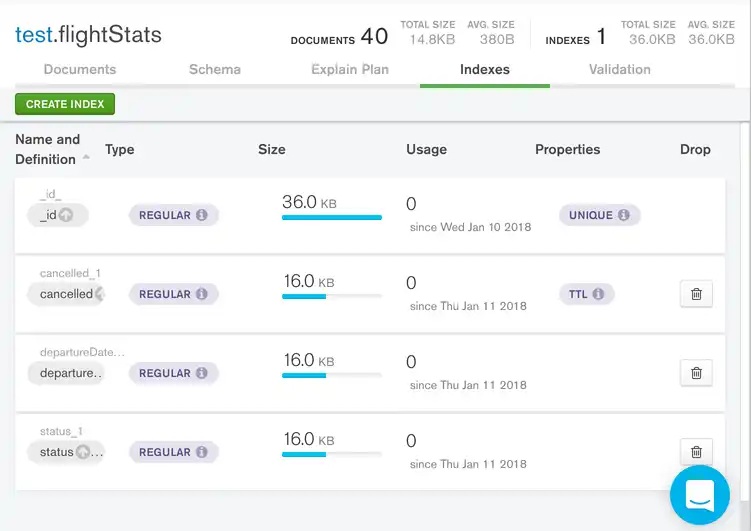 test.flightStats
DOCUMENTS 40
TOTAL SIZE 14.8KB
AVG. SIZE 380B
INDEXES 1
TOTAL SIZE 36.0KB
AVG. SIZE 36.0KB
Documents
Schema
Explain Plan
Indexes
Validation
CREATE INDEX
Name and Definition
Type
Size
Usage
Properties
Drop
_id_
_id
REGULAR
36.0 KB
0
since Wed Jan 10 2018
UNIQUE
cancelled_1
cancelled
REGULAR
16.0 KB
0
since Thu Jan 11 2018
TTL
departureDate...
departure..
REGULAR
16.0 KB
0
since Thu Jan 11 2018
status_1
status ...
REGULAR
16.0 KB
0
since Thu Jan 11 2018